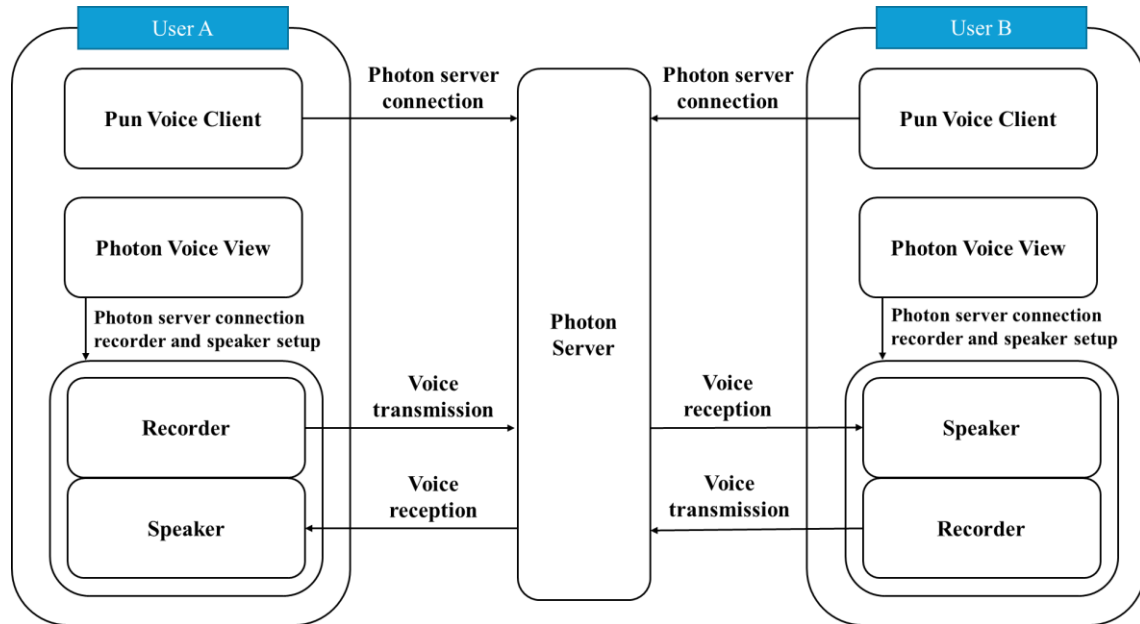 User A
User B
Pun Voice Client
Photon server
connection
Photon server
connection
Pun Voice Client
Photon Voice View
Photon Voice View
Photon server connection
recorder and speaker setup
Photon
Server
Photon server connection
recorder and speaker setup
Recorder
Voice
transmission
Voice
reception
Speaker
Speaker
Voice
reception
Voice
transmission
Recorder